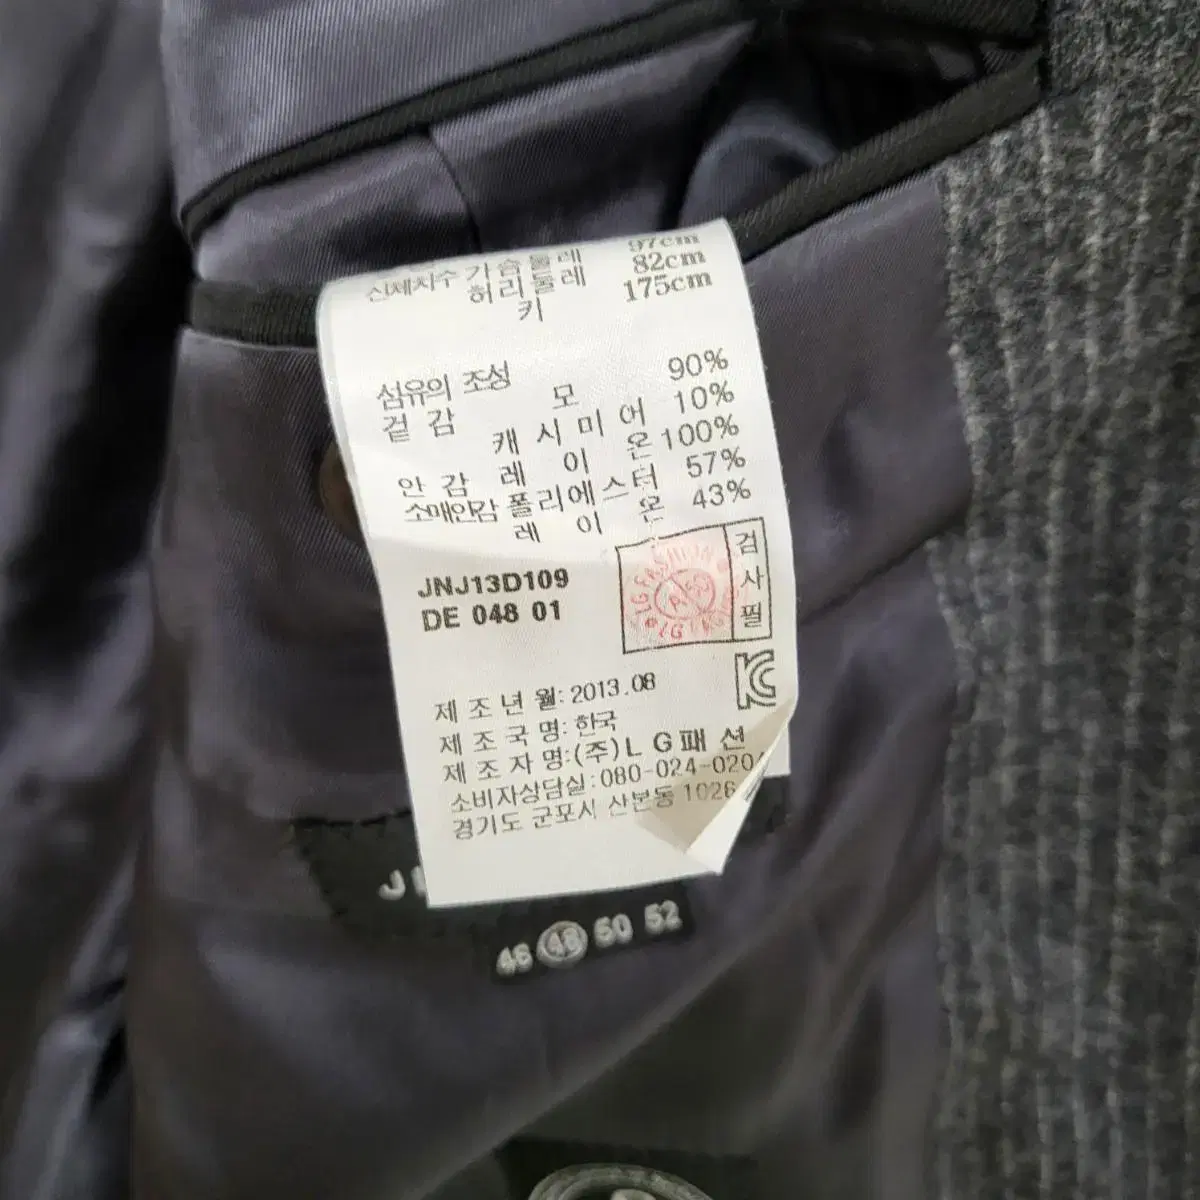 신체치수 가슴둘레 97cm
허리둘레 82cm
키 175cm
섬유의 조성
겉감 모 90%
캐시미어 10%
안감 레이온 100%
소매안감 폴리에스터 57%
레이온 43%
JNJ13D109
DE 048 01
검사필
LG FASHION
제조년월: 2013.08
제조국명: 한국
제조자명: (주)LG패션
소비자상담실: 080-024-020
경기도 군포시 산본동 1026
46 48 50 52